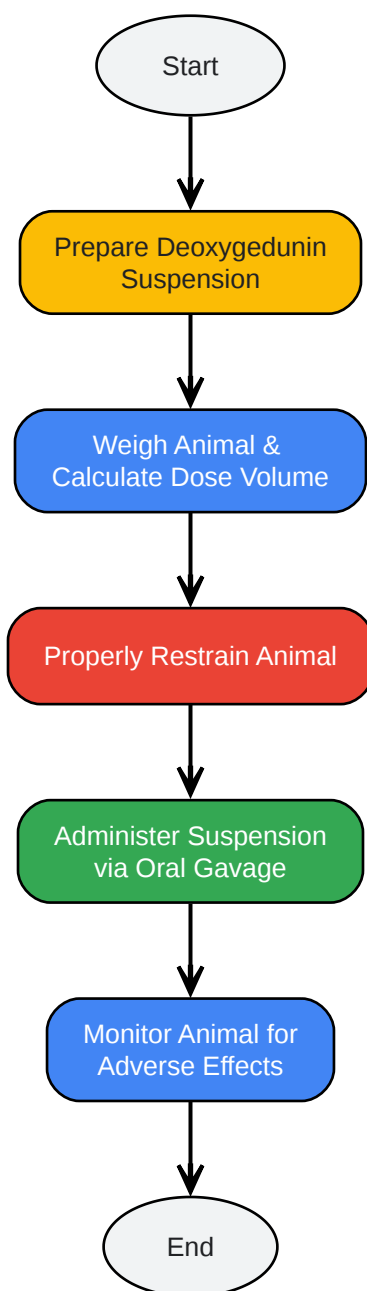 Start
Prepare Deoxygedunin
Suspension
Weigh Animal &
Calculate Dose Volume
Properly Restrain Animal
Administer Suspension
via Oral Gavage
Monitor Animal for
Adverse Effects
End